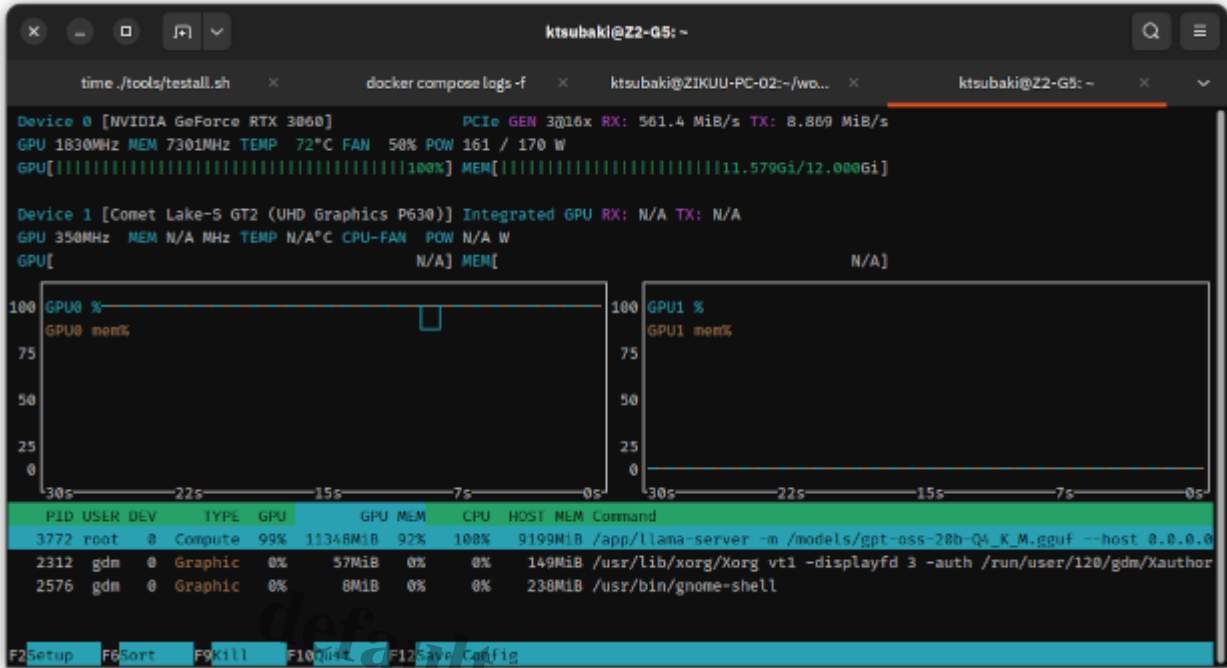 ktsubaki@Z2-G5: ~
time ./tools/testall.sh × docker compose logs -f × ktsubaki@ZIKUU-PC-02:~/wo... × ktsubaki@Z2-G5: ~ ×
Device 0 [NVIDIA GeForce RTX 3060] PCIe GEN 3@16x RX: 561.4 MiB/s TX: 8.869 MiB/s
GPU 1830MHz MEM 7301MHz TEMP 72°C FAN 50% POW 161 / 170 W
GPU[||||||||||||||||||||||||||||||||||||||100%] MEM[||||||||||||||||||||||||11.579Gi/12.000Gi]
Device 1 [Comet Lake-S GT2 (UHD Graphics P630)] Integrated GPU RX: N/A TX: N/A
GPU 350MHz MEM N/A MHz TEMP N/A°C CPU-FAN POW N/A W
GPU[ N/A] MEM[ N/A]
100 GPU0 % 100 GPU1 %
GPU0 mem% GPU1 mem%
75 75
50 50
25 25
0 0
30s 22s 15s 7s 0s 30s 22s 15s 7s 0s
PID USER DEV TYPE GPU GPU MEM CPU HOST MEM Command
3772 root 0 Compute 99% 11348MiB 92% 100% 9199MiB /app/llama-server -m /models/gpt-oss-20b-Q4_K_M.gguf --host 0.0.0.0
2312 gdm 0 Graphic 0% 57MiB 0% 0% 149MiB /usr/lib/xorg/Xorg vt1 -displayfd 3 -auth /run/user/120/gdm/Xauthor
2576 gdm 0 Graphic 0% 8MiB 0% 0% 238MiB /usr/bin/gnome-shell
default
F2Setup F6Sort F9Kill F10Quit F12Save Config